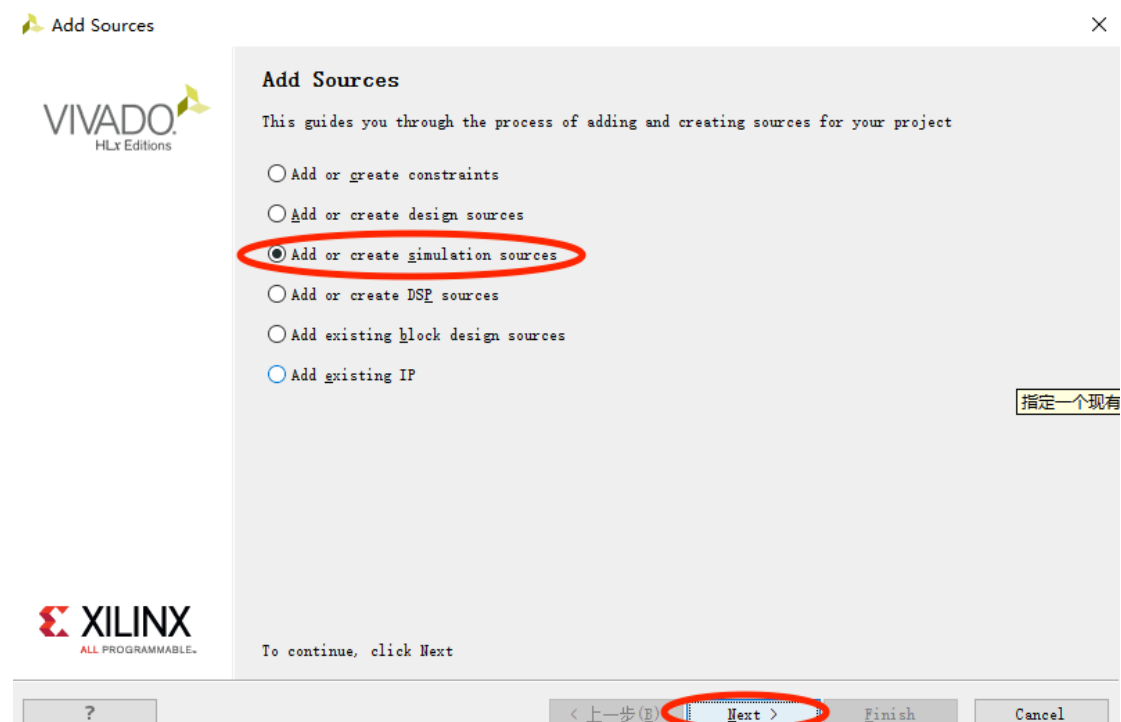 Add Sources
VIVADO.
HLx Editions
Add Sources
This guides you through the process of adding and creating sources for your project
Add or create constraints
Add or create design sources
Add or create simulation sources
Add or create DSP sources
Add existing block design sources
Add existing IP
指定一个现有
XILINX
ALL PROGRAMMABLE.
To continue, click Next
?
< 上一步(B)
Next >
Finish
Cancel